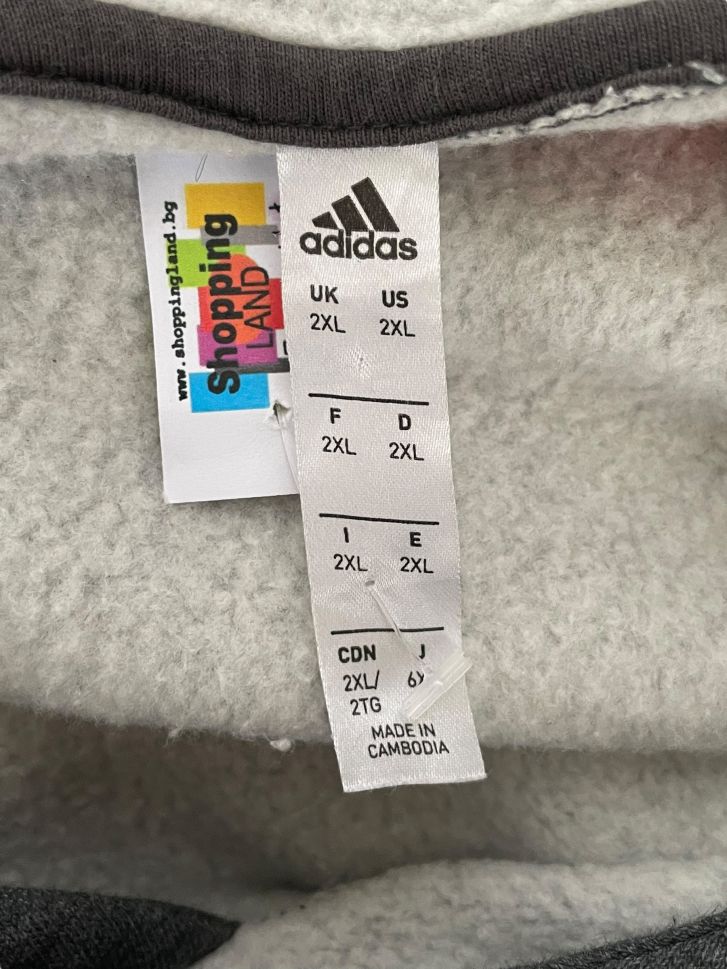 www.shoppingland.bg
Shopping
LAND
adidas
UK US
2XL 2XL
F D
2XL 2XL
I E
2XL 2XL
CDN J
2XL/
2TG
MADE IN
CAMBODIA